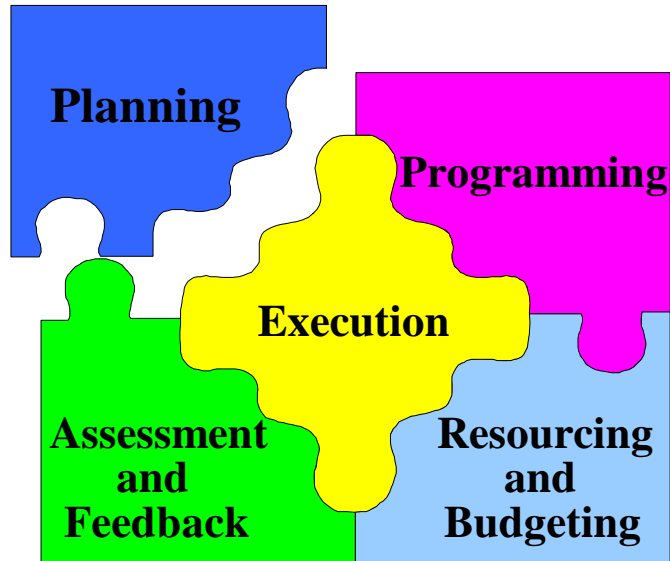 Planning
Programming
Execution
Assessment
and
Feedback
Resourcing
and
Budgeting